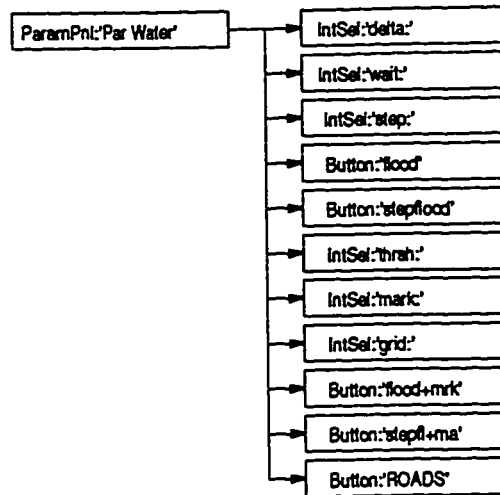 ParamPnl:'Par Water'
IntSel:'delta:'
IntSel:'wait:'
IntSel:'step:'
Button:'flood'
Button:'stepflood'
IntSel:'thrsh:'
IntSel:'mark:'
IntSel:'grid:'
Button:'flood+mrk'
Button:'stepfl+ma'
Button:'ROADS'